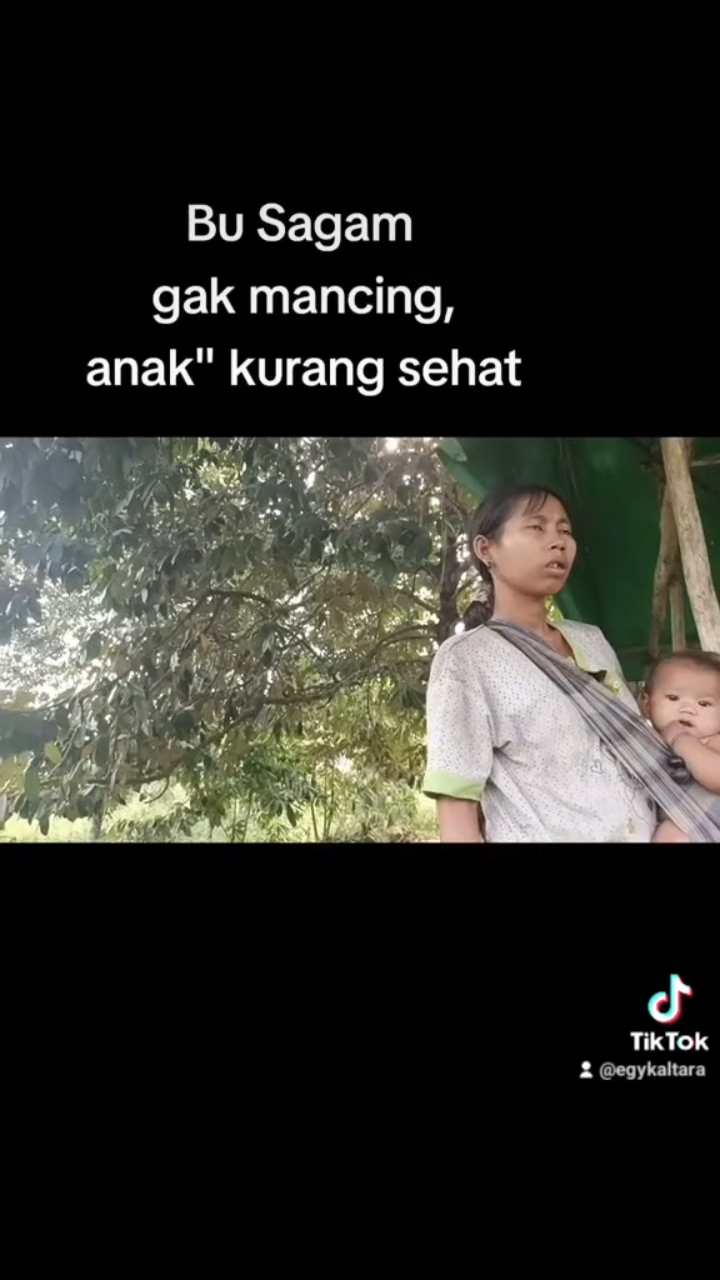 Bu Sagam
gak mancing,
anak" kurang sehat
TikTok
@egykaltara